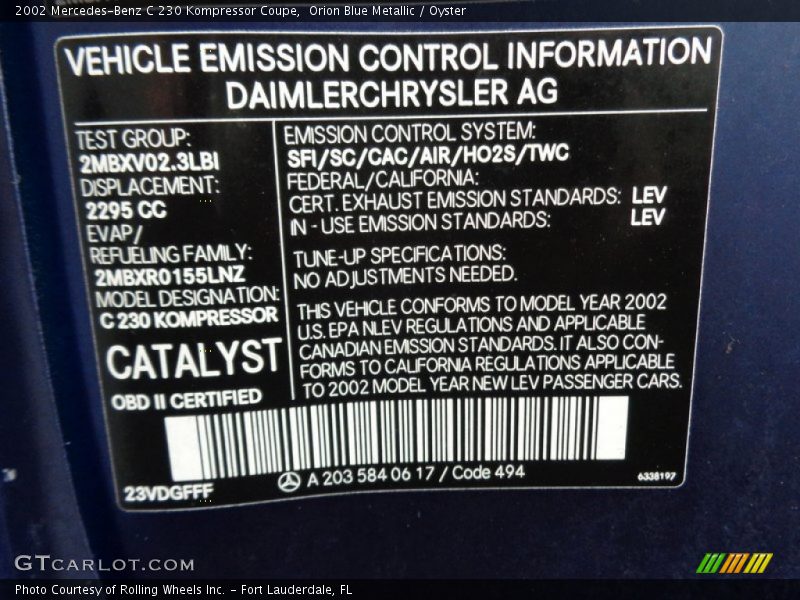 2002 Mercedes-Benz C 230 Kompressor Coupe,  Orion Blue Metallic / Oyster
VEHICLE EMISSION CONTROL INFORMATION
DAIMLERCHRYSLER AG
TEST GROUP:
2MBXV02.3LBI
DISPLACEMENT:
2295 CC
EVAP/
REFUELING FAMILY:
2MBXR0155LNZ
MODEL DESIGNATION:
C 230 KOMPRESSOR
CATALYST
OBD II CERTIFIED
EMISSION CONTROL SYSTEM:
SFI/SC/CAC/AIR/HO2S/TWC
FEDERAL/CALIFORNIA:
CERT. EXHAUST EMISSION STANDARDS: LEV
IN - USE EMISSION STANDARDS: LEV
TUNE-UP SPECIFICATIONS:
NO ADJUSTMENTS NEEDED.
THIS VEHICLE CONFORMS TO MODEL YEAR 2002
U.S. EPA NLEV REGULATIONS AND APPLICABLE
CANADIAN EMISSION STANDARDS. IT ALSO CON-
FORMS TO CALIFORNIA REGULATIONS APPLICABLE
TO 2002 MODEL YEAR NEW LEV PASSENGER CARS.
23VDGFFF
A 203 584 06 17 / Code 494
6338197
GTCARLOT.COM
Photo Courtesy of Rolling Wheels Inc. - Fort Lauderdale, FL